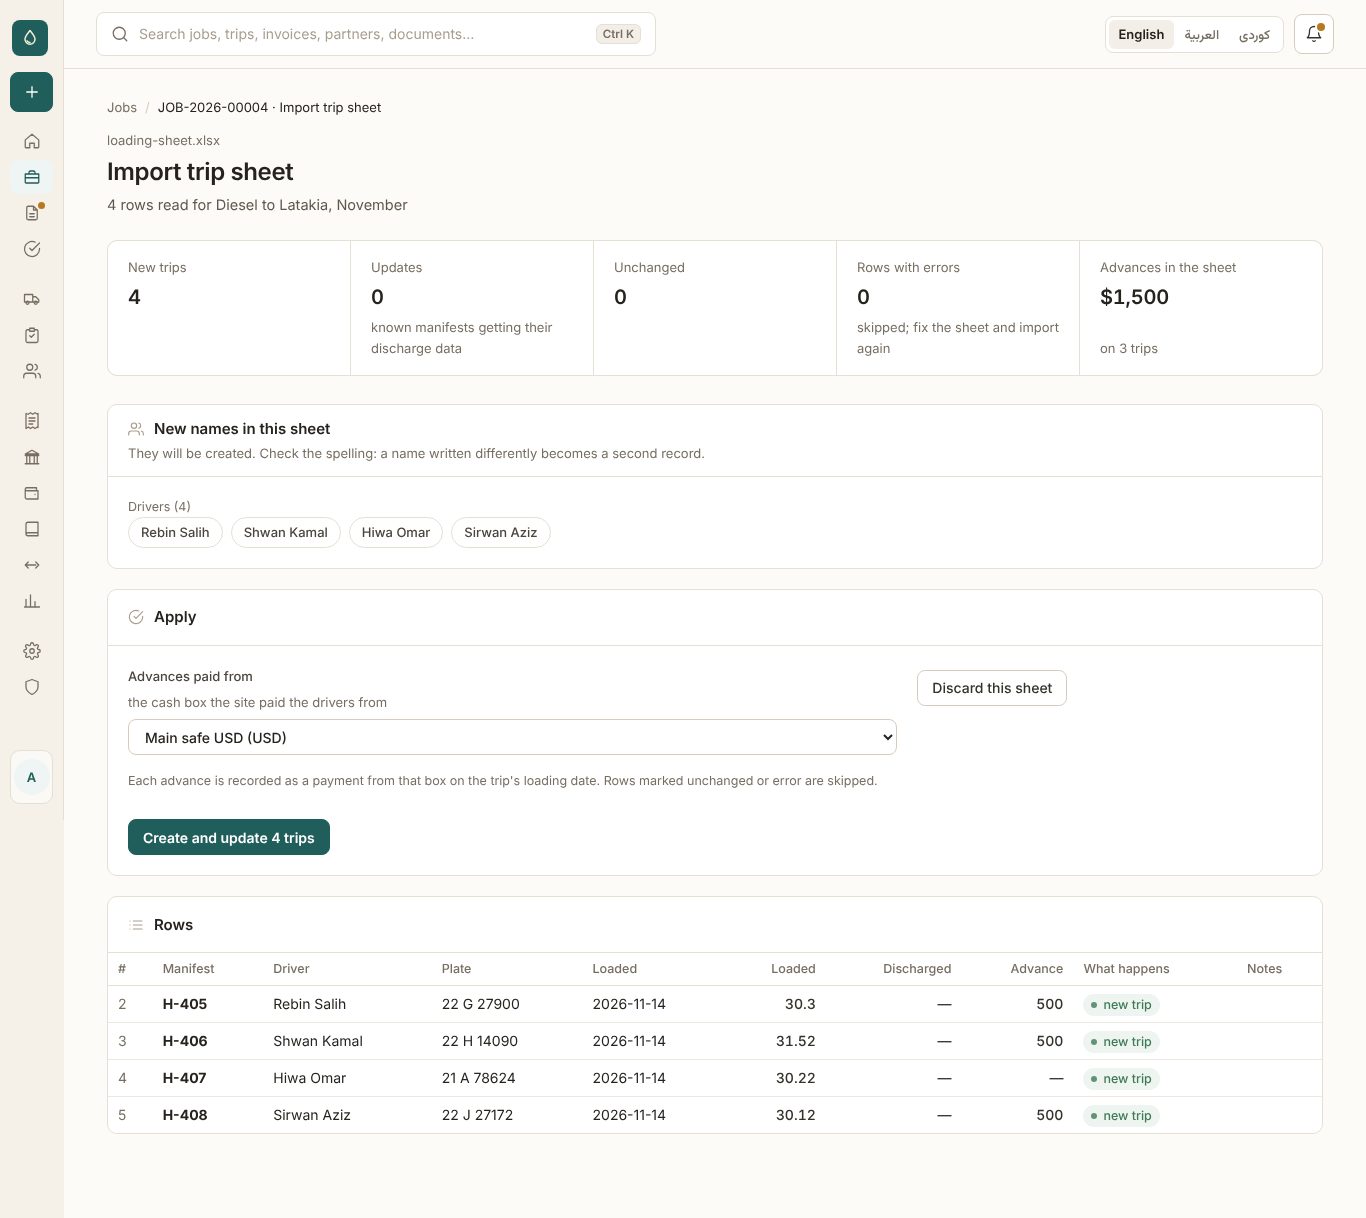 Search jobs, trips, invoices, partners, documents...
Ctrl K
English
العربية
کوردی
Jobs / JOB-2026-00004 · Import trip sheet
loading-sheet.xlsx
Import trip sheet
4 rows read for Diesel to Latakia, November
New trips
4
Updates
0
known manifests getting their
discharge data
Unchanged
0
Rows with errors
0
skipped; fix the sheet and import
again
Advances in the sheet
$1,500
on 3 trips
New names in this sheet
They will be created. Check the spelling: a name written differently becomes a second record.
Drivers (4)
Rebin Salih
Shwan Kamal
Hiwa Omar
Sirwan Aziz
Apply
Advances paid from
the cash box the site paid the drivers from
Main safe USD (USD)
Discard this sheet
Each advance is recorded as a payment from that box on the trip's loading date. Rows marked unchanged or error are skipped.
A
Create and update 4 trips
Rows
# Manifest Driver Plate Loaded Loaded Discharged Advance What happens Notes
2 H-405 Rebin Salih 22 G 27900 2026-11-14 30.3 — 500 new trip
3 H-406 Shwan Kamal 22 H 14090 2026-11-14 31.52 — 500 new trip
4 H-407 Hiwa Omar 21 A 78624 2026-11-14 30.22 — — new trip
5 H-408 Sirwan Aziz 22 J 27172 2026-11-14 30.12 — 500 new trip